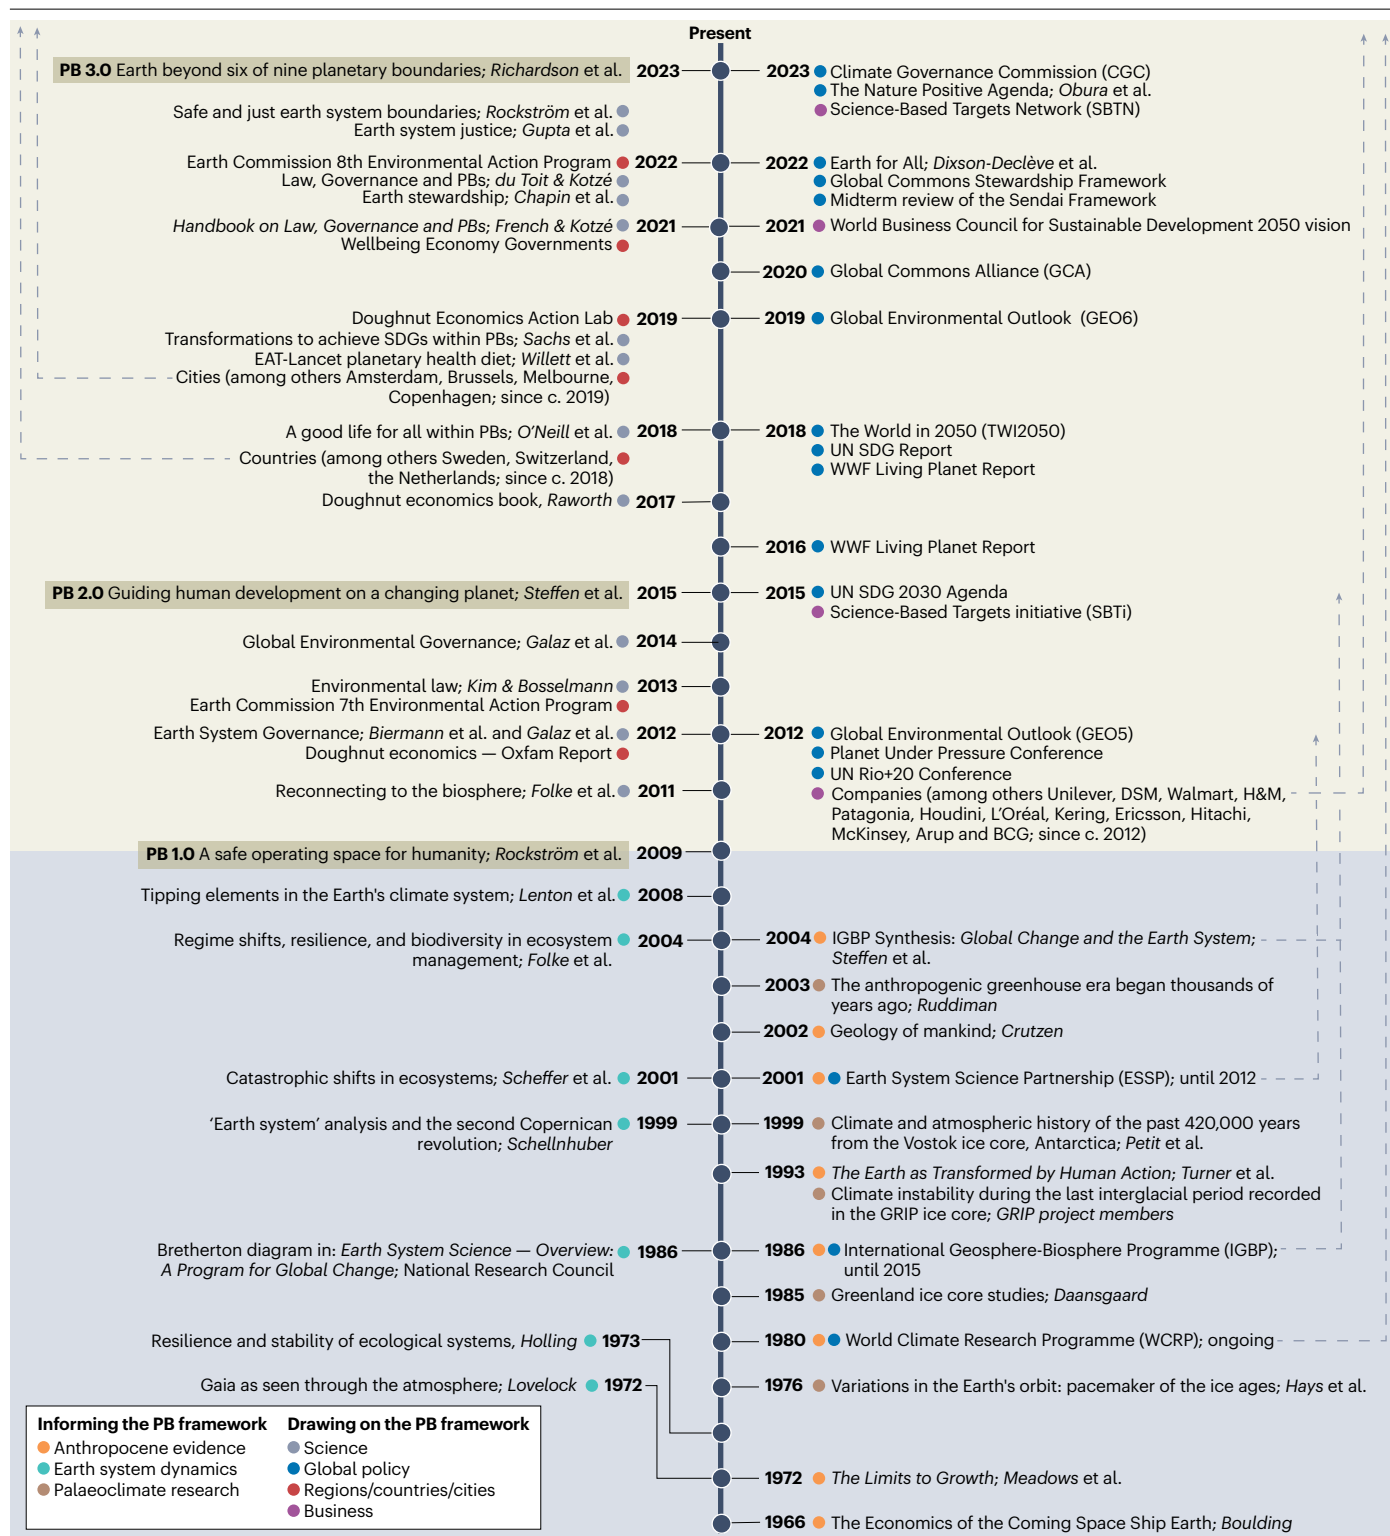 Present
PB 3.0 Earth beyond six of nine planetary boundaries; Richardson et al. 2023
2023 Climate Governance Commission (CGC)
The Nature Positive Agenda; Obura et al.
Science-Based Targets Network (SBTN)
Safe and just earth system boundaries; Rockström et al.
Earth system justice; Gupta et al.
Earth Commission 8th Environmental Action Program 2022
Law, Governance and PBs; du Toit & Kotzé
Earth stewardship; Chapin et al.
2022 Earth for All; Dixson-Declève et al.
Global Commons Stewardship Framework
Midterm review of the Sendai Framework
Handbook on Law, Governance and PBs; French & Kotzé 2021
Wellbeing Economy Governments
2021 World Business Council for Sustainable Development 2050 vision
2020 Global Commons Alliance (GCA)
Doughnut Economics Action Lab 2019
Transformations to achieve SDGs within PBs; Sachs et al.
EAT-Lancet planetary health diet; Willett et al.
Cities (among others Amsterdam, Brussels, Melbourne,
Copenhagen; since c. 2019)
2019 Global Environmental Outlook (GEO6)
A good life for all within PBs; O'Neill et al. 2018
Countries (among others Sweden, Switzerland,
the Netherlands; since c. 2018)
2018 The World in 2050 (TWI2050)
UN SDG Report
WWF Living Planet Report
Doughnut economics book, Raworth 2017
2016 WWF Living Planet Report
PB 2.0 Guiding human development on a changing planet; Steffen et al. 2015
2015 UN SDG 2030 Agenda
Science-Based Targets initiative (SBTi)
Global Environmental Governance; Galaz et al. 2014
Environmental law; Kim & Bosselmann 2013
Earth Commission 7th Environmental Action Program
Earth System Governance; Biermann et al. and Galaz et al. 2012
Doughnut economics — Oxfam Report
2012 Global Environmental Outlook (GEO5)
Planet Under Pressure Conference
UN Rio+20 Conference
Companies (among others Unilever, DSM, Walmart, H&M,
Patagonia, Houdini, L'Oréal, Kering, Ericsson, Hitachi,
McKinsey, Arup and BCG; since c. 2012)
Reconnecting to the biosphere; Folke et al. 2011
PB 1.0 A safe operating space for humanity; Rockström et al. 2009
Tipping elements in the Earth's climate system; Lenton et al. 2008
Regime shifts, resilience, and biodiversity in ecosystem 2004
management; Folke et al.
2004 IGBP Synthesis: Global Change and the Earth System;
Steffen et al.
2003 The anthropogenic greenhouse era began thousands of
years ago; Ruddiman
2002 Geology of mankind; Crutzen
Catastrophic shifts in ecosystems; Scheffer et al. 2001
2001 Earth System Science Partnership (ESSP); until 2012
'Earth system' analysis and the second Copernican 1999
revolution; Schellnhuber
1999 Climate and atmospheric history of the past 420,000 years
from the Vostok ice core, Antarctica; Petit et al.
1993 The Earth as Transformed by Human Action; Turner et al.
Climate instability during the last interglacial period recorded
in the GRIP ice core; GRIP project members
Bretherton diagram in: Earth System Science — Overview: 1986
A Program for Global Change; National Research Council
1986 International Geosphere-Biosphere Programme (IGBP);
until 2015
1985 Greenland ice core studies; Daansgaard
Resilience and stability of ecological systems, Holling 1973
1980 World Climate Research Programme (WCRP); ongoing
Gaia as seen through the atmosphere; Lovelock 1972
1976 Variations in the Earth's orbit: pacemaker of the ice ages; Hays et al.
1972 The Limits to Growth; Meadows et al.
1966 The Economics of the Coming Space Ship Earth; Boulding
Informing the PB framework
Anthropocene evidence
Earth system dynamics
Palaeoclimate research
Drawing on the PB framework
Science
Global policy
Regions/countries/cities
Business